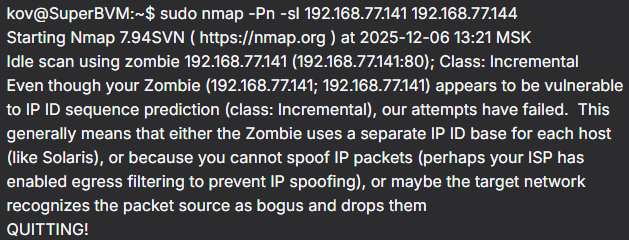 kov@SuperBVM:~$ sudo nmap -Pn -sI 192.168.77.141 192.168.77.144
Starting Nmap 7.94SVN ( https://nmap.org ) at 2025-12-06 13:21 MSK
Idle scan using zombie 192.168.77.141 (192.168.77.141:80); Class: Incremental
Even though your Zombie (192.168.77.141; 192.168.77.141) appears to be vulnerable
to IP ID sequence prediction (class: Incremental), our attempts have failed.  This
generally means that either the Zombie uses a separate IP ID base for each host
(like Solaris), or because you cannot spoof IP packets (perhaps your ISP has
enabled egress filtering to prevent IP spoofing), or maybe the target network
recognizes the packet source as bogus and drops them
QUITTING!